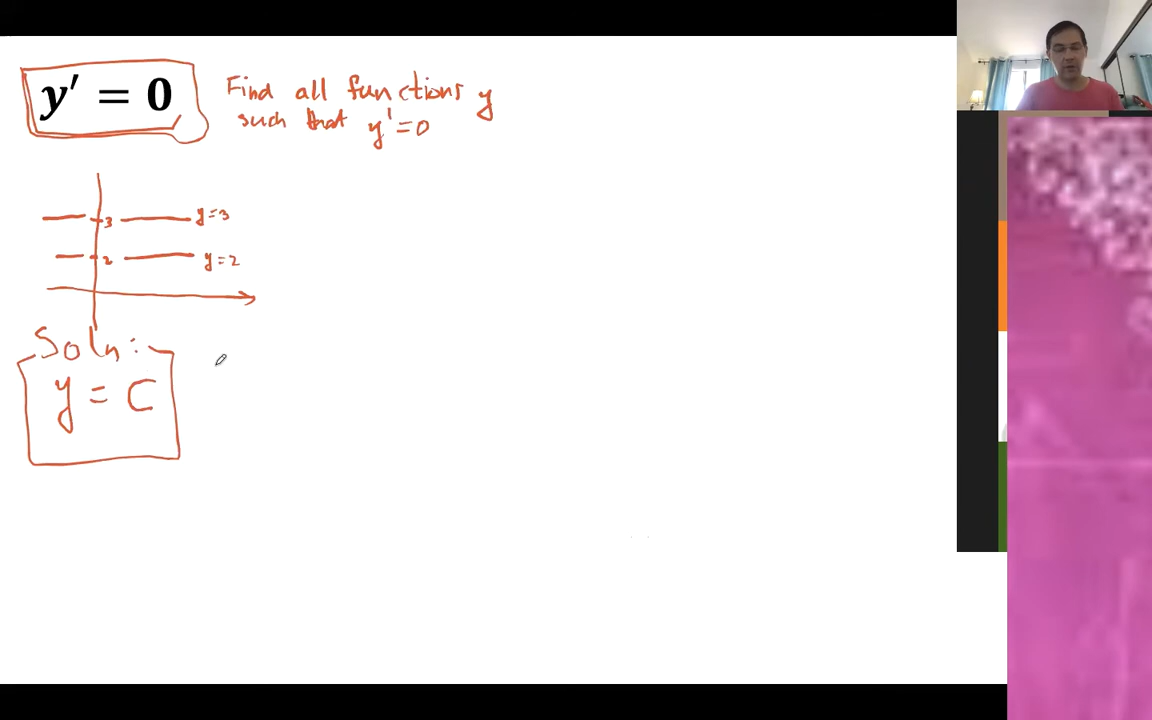 y′ = 0
Find all functions y
such that y'=0
3
y=3
2
y=2
Soln:
y = C